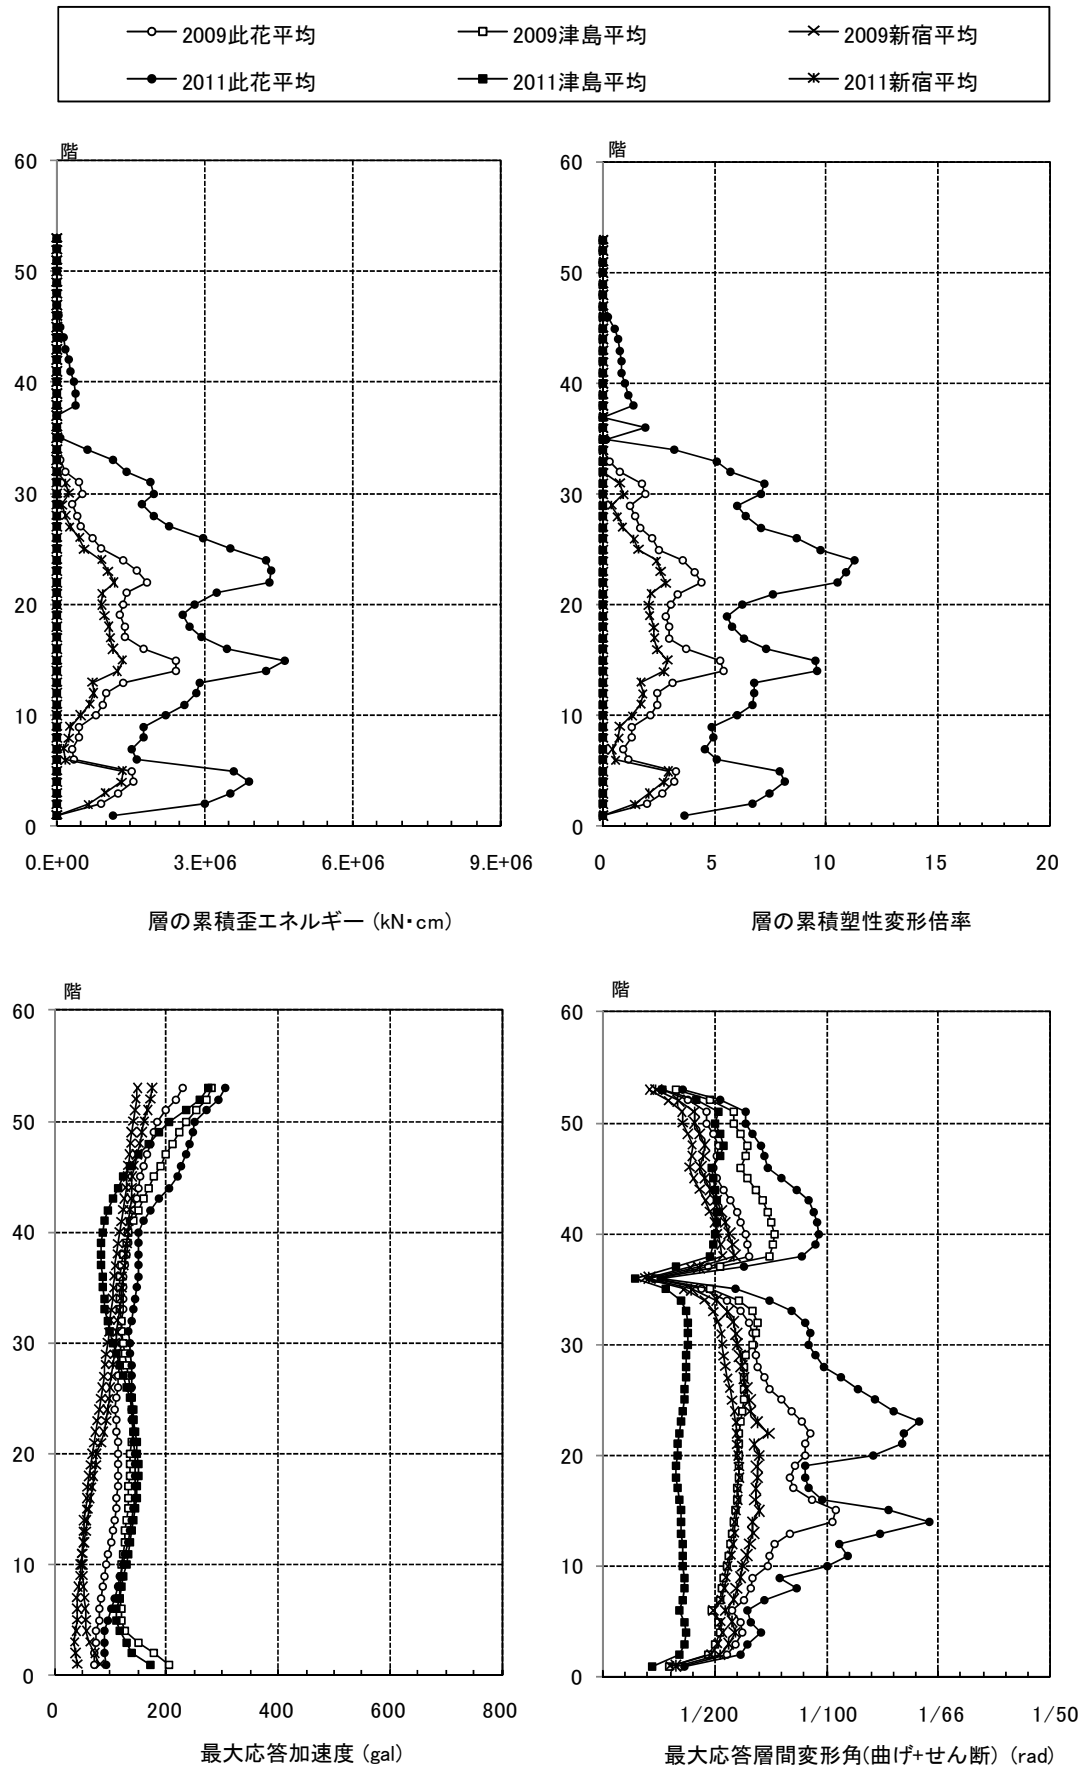 2009此花平均 2009津島平均 2009新宿平均
2011此花平均 2011津島平均 2011新宿平均
階
60
50
40
30
20
10
0
0.E+00 3.E+06 6.E+06 9.E+06
層の累積歪エネルギー (kN・cm)
階
60
50
40
30
20
10
0
0 5 10 15 20
層の累積塑性変形倍率
階
60
50
40
30
20
10
0
0 200 400 600 800
最大応答加速度 (gal)
階
60
50
40
30
20
10
0
1/200 1/100 1/66 1/50
最大応答層間変形角(曲げ+せん断) (rad)